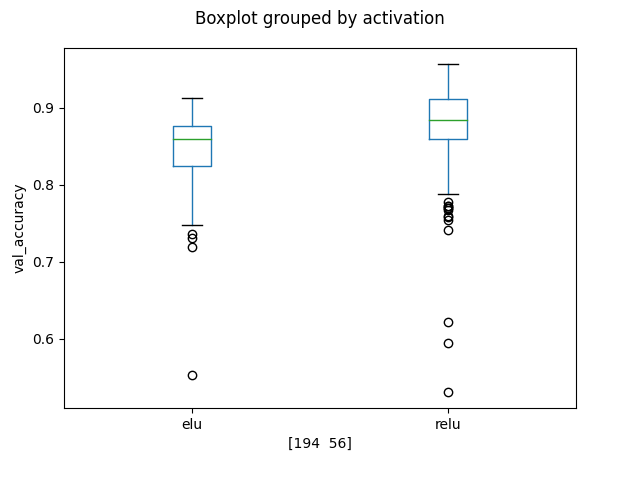 Boxplot grouped by activation
0.9
0.8
0.7
0.6
val_accuracy
elu
relu
[194  56]